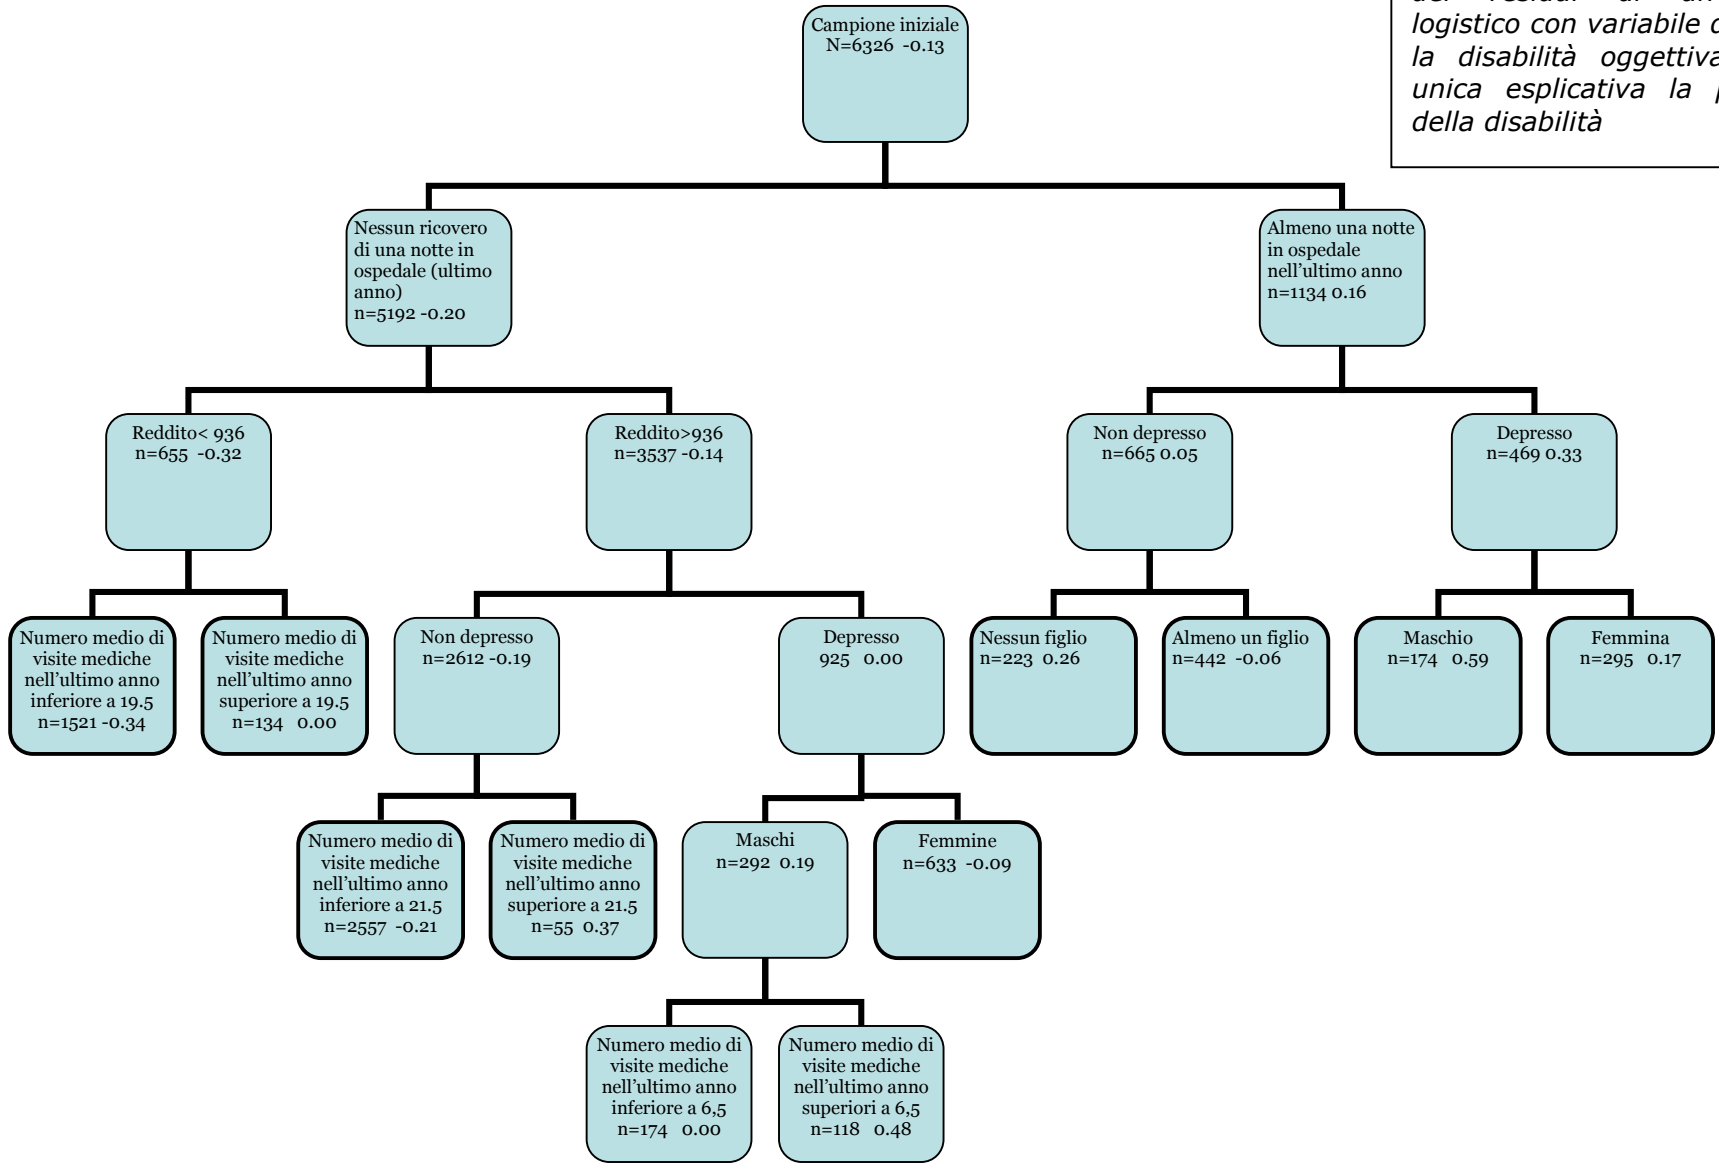 dei residui di un
logistico con variabile
la disabilità oggettiva
unica esplicativa la
della disabilità
Campione iniziale
N=6326 -0.13
Nessun ricovero
di una notte in
ospedale (ultimo
anno)
n=5192 -0.20
Almeno una notte
in ospedale
nell'ultimo anno
n=1134 0.16
Reddito< 936
n=655 -0.32
Reddito>936
n=3537 -0.14
Non depresso
n=665 0.05
Depresso
n=469 0.33
Numero medio di
visite mediche
nell'ultimo anno
inferiore a 19.5
n=1521 -0.34
Numero medio di
visite mediche
nell'ultimo anno
superiore a 19.5
n=134 0.00
Non depresso
n=2612 -0.19
Depresso
925 0.00
Nessun figlio
n=223 0.26
Almeno un figlio
n=442 -0.06
Maschio
n=174 0.59
Femmina
n=295 0.17
Numero medio di
visite mediche
nell'ultimo anno
inferiore a 21.5
n=2557 -0.21
Numero medio di
visite mediche
nell'ultimo anno
superiore a 21.5
n=55 0.37
Maschi
n=292 0.19
Femmine
n=633 -0.09
Numero medio di
visite mediche
nell'ultimo anno
inferiore a 6,5
n=174 0.00
Numero medio di
visite mediche
nell'ultimo anno
superiori a 6,5
n=118 0.48